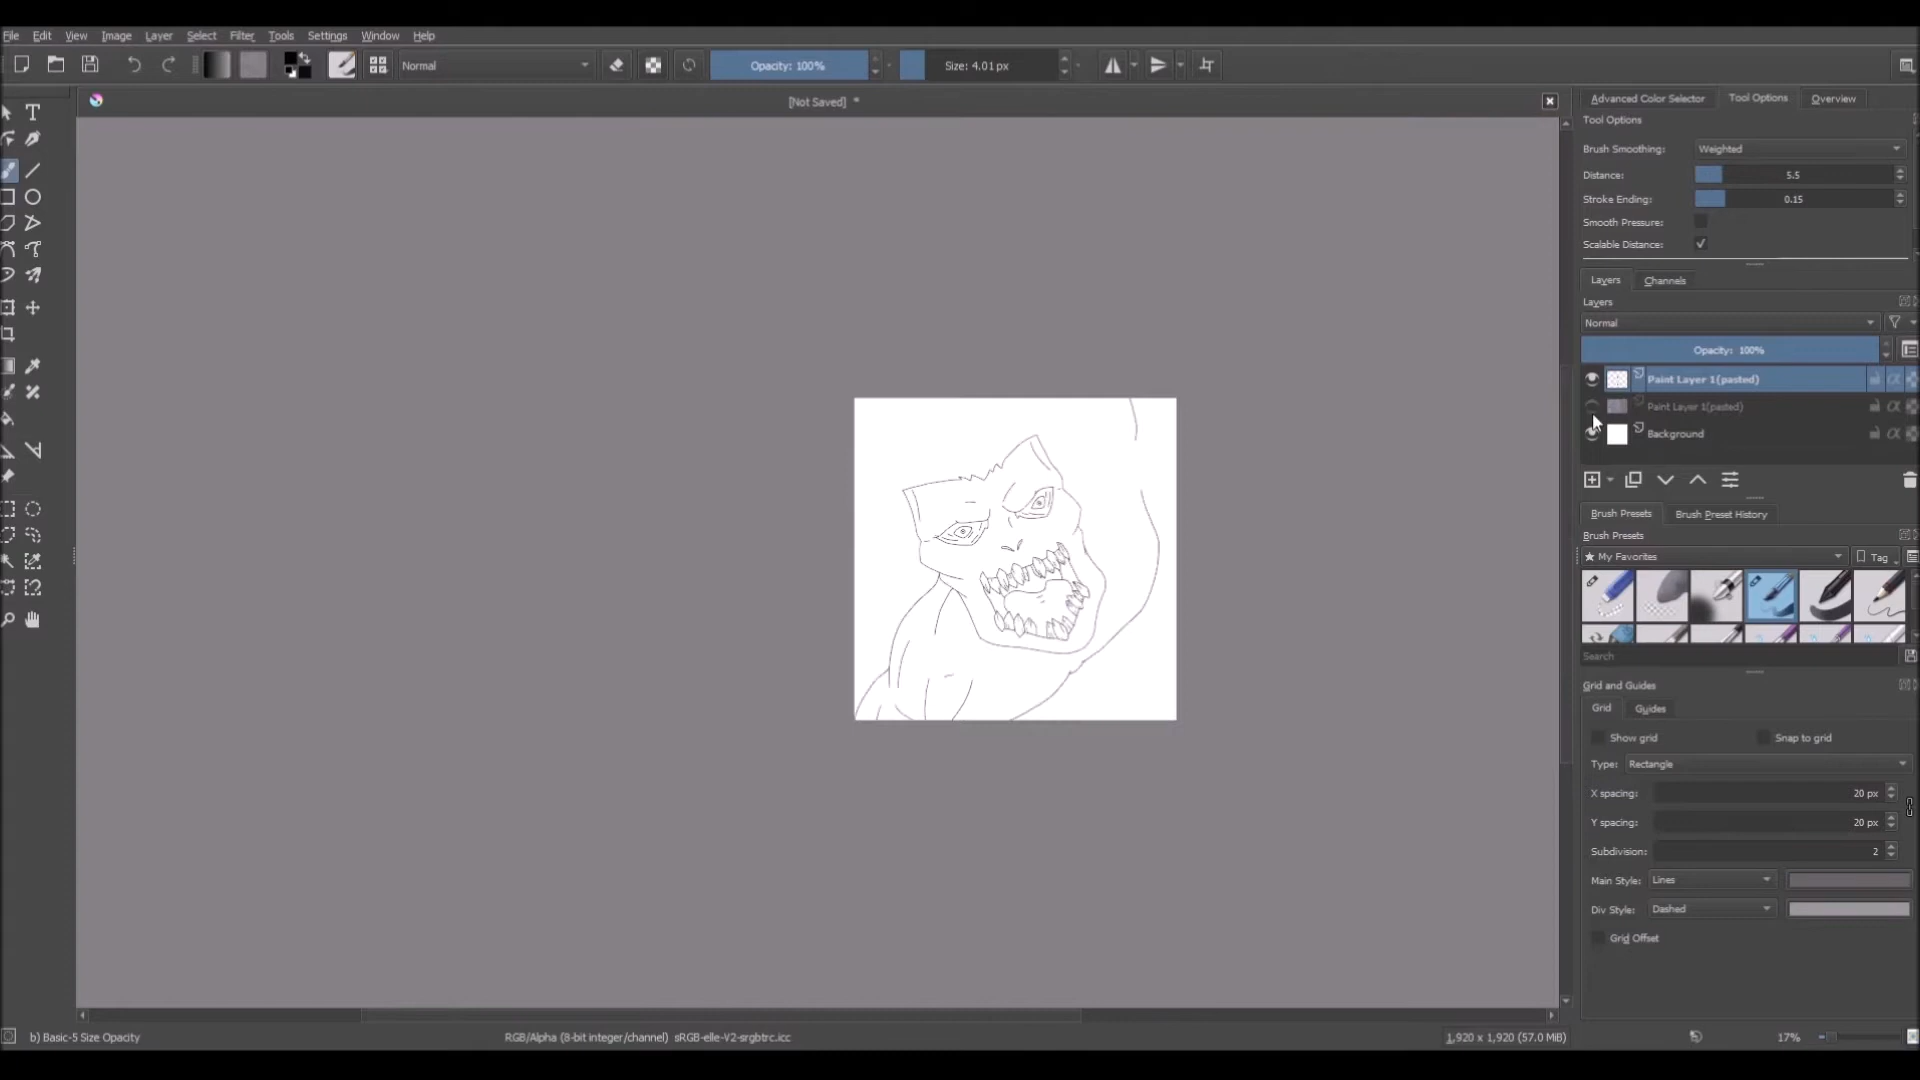 File Edit View Image Layer Select Filter Tools Settings Window Help
Normal Opacity: 100% Size: 4.01 px
[Not Saved] *
Advanced Color Selector Tool Options Overview
Tool Options
Brush Smoothing: Weighted
Distance: 5.5
Stroke Ending: 0.15
Smooth Pressure:
Scalable Distance:
Layers Channels
Layers
Normal
Opacity: 100%
Paint Layer 1(pasted)
Paint Layer 1(pasted)
Background
Brush Presets Brush Preset History
Brush Presets
★ My Favorites Tag
Search
Grid and Guides
Grid Guides
Show grid Snap to grid
Type: Rectangle
X spacing: 20 px
Y spacing: 20 px
Subdivision: 2
Main Style: Lines
Div Style: Dashed
Grid Offset
b) Basic-5 Size Opacity RGB/Alpha (8-bit integer/channel) sRGB-elle-V2-srgbtrc.icc 1,920 x 1,920 (57.0 MiB) 17%